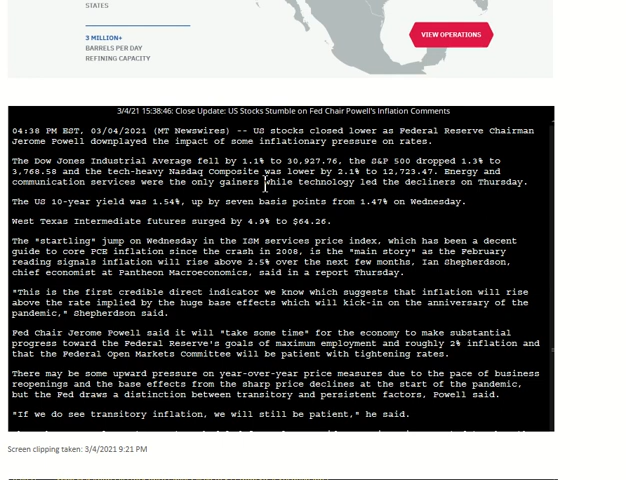 STATES
3 MILLION+
BARRELS PER DAY
REFINING CAPACITY
VIEW OPERATIONS
3/4/21 15:38:46: Close Update: US Stocks Stumble on Fed Chair Powell's Inflation Comments
04:38 PM EST, 03/04/2021 (MT Newswires) -- US stocks closed lower as Federal Reserve Chairman
Jerome Powell downplayed the impact of some inflationary pressure on rates.
The Dow Jones Industrial Average fell by 1.1% to 30,927.76, the S&P 500 dropped 1.3% to
3,768.58 and the tech-heavy Nasdaq Composite was lower by 2.1% to 12,723.47. Energy and
communication services were the only gainers while technology led the decliners on Thursday.
The US 10-year yield was 1.54%, up by seven basis points from 1.47% on Wednesday.
West Texas Intermediate futures surged by 4.9% to $64.26.
The "startling" jump on Wednesday in the ISM services price index, which has been a decent
guide to core PCE inflation since the crash in 2008, is the "main story" as the February
reading signals inflation will rise above 2.5% over the next few months, Ian Shepherdson,
chief economist at Pantheon Macroeconomics, said in a report Thursday.
"This is the first credible direct indicator we know which suggests that inflation will rise
above the rate implied by the huge base effects which will kick-in on the anniversary of the
pandemic," Shepherdson said.
Fed Chair Jerome Powell said it will "take some time" for the economy to make substantial
progress toward the Federal Reserve's goals of maximum employment and roughly 2% inflation and
that the Federal Open Markets Committee will be patient with tightening rates.
There may be some upward pressure on year-over-year price measures due to the pace of business
reopenings and the base effects from the sharp price declines at the start of the pandemic,
but the Fed draws a distinction between transitory and persistent factors, Powell said.
"If we do see transitory inflation, we will still be patient," he said.
Screen clipping taken: 3/4/2021 9:21 PM